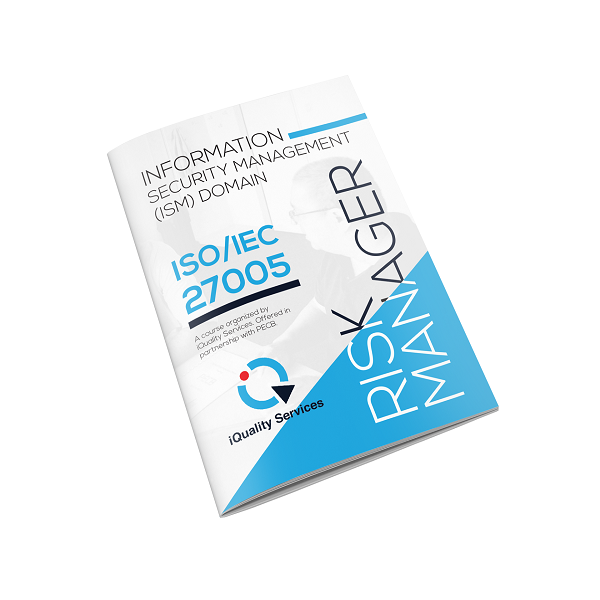 INFORMATION
SECURITY MANAGEMENT
(ISM) DOMAIN
ISO/IEC
27005
A course organized by
iQuality Services. Offered in
partnership with PECB.
iQuality Services
RISK
MANAGER